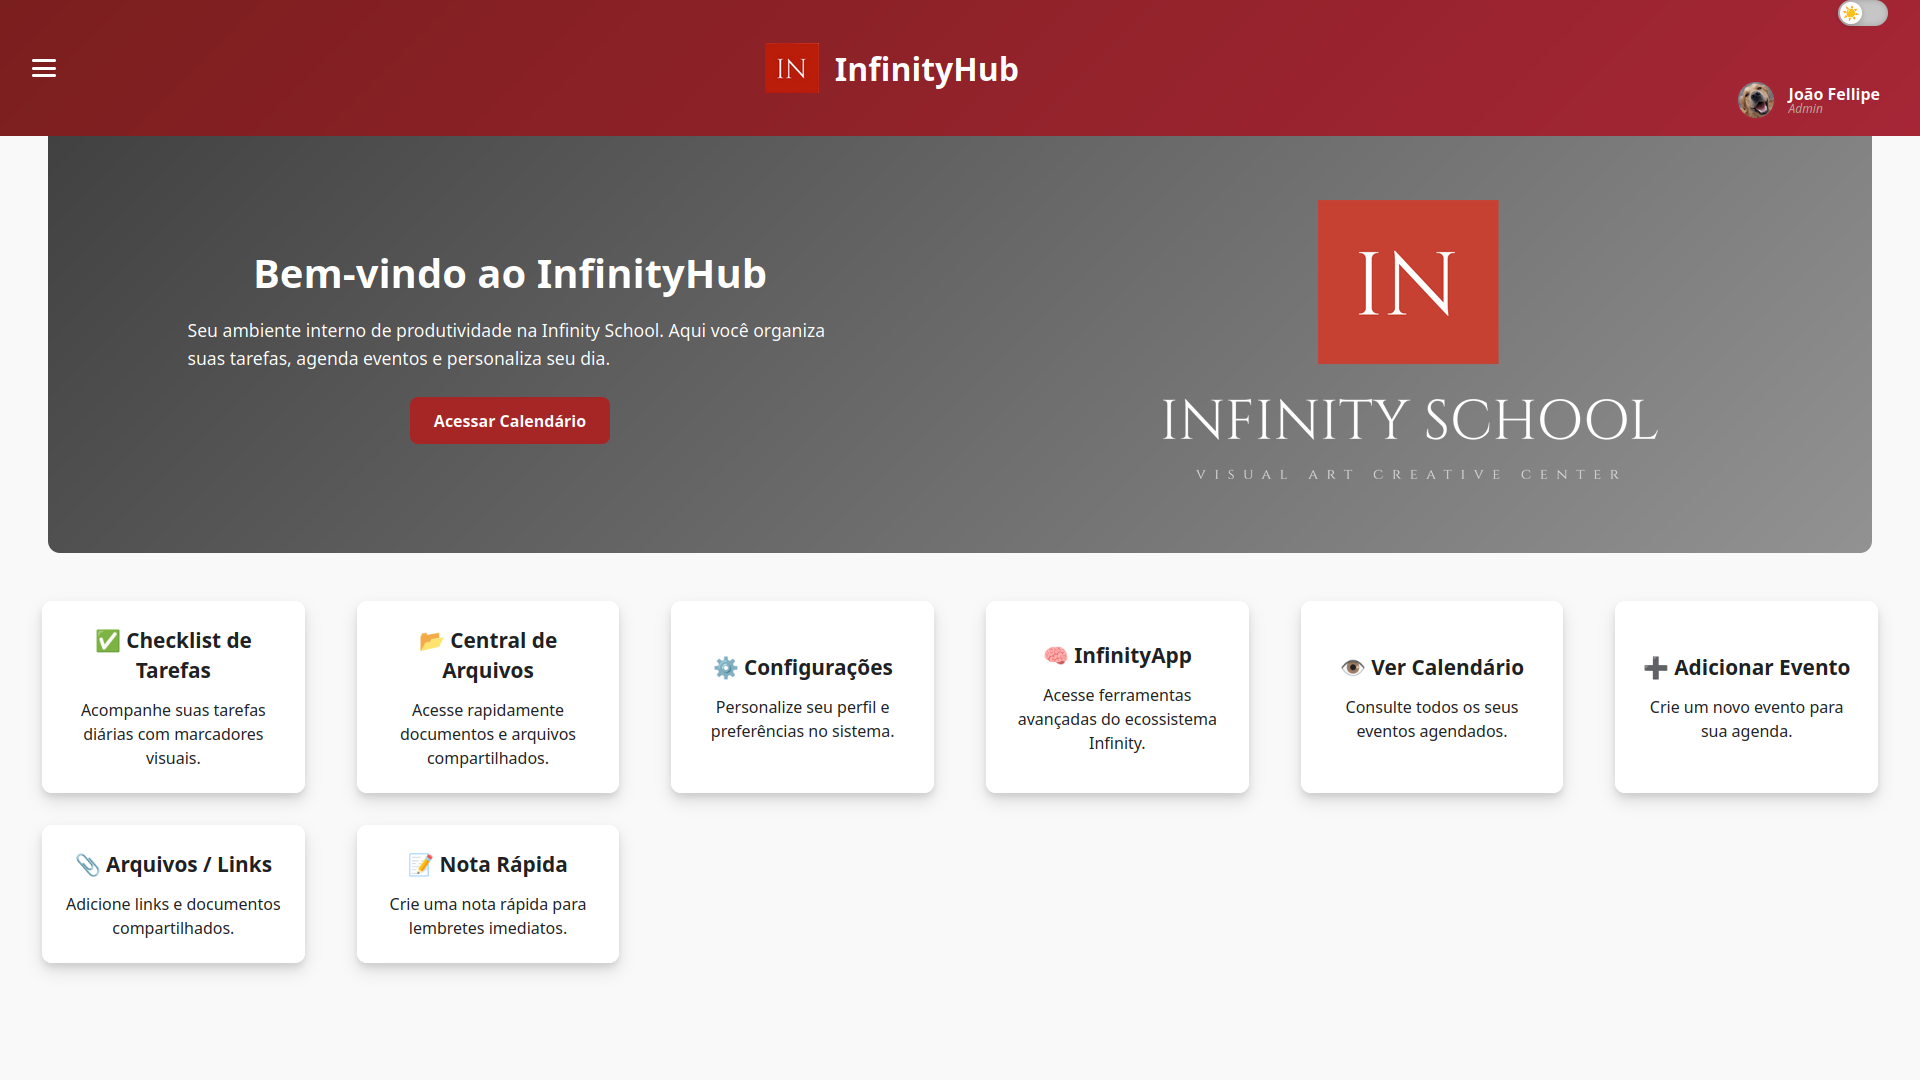 IN InfinityHub
João Fellipe
Admin
Bem-vindo ao InfinityHub
Seu ambiente interno de produtividade na Infinity School. Aqui você organiza
suas tarefas, agenda eventos e personaliza seu dia.
Acessar Calendário
IN
INFINITY SCHOOL
VISUAL ART CREATIVE CENTER
✅ Checklist de
Tarefas
Acompanhe suas tarefas
diárias com marcadores
visuais.
📂 Central de
Arquivos
Acesse rapidamente
documentos e arquivos
compartilhados.
⚙️ Configurações
Personalize seu perfil e
preferências no sistema.
🧠 InfinityApp
Acesse ferramentas
avançadas do ecossistema
Infinity.
👁️ Ver Calendário
Consulte todos os seus
eventos agendados.
➕ Adicionar Evento
Crie um novo evento para
sua agenda.
📎 Arquivos / Links
Adicione links e documentos
compartilhados.
📝 Nota Rápida
Crie uma nota rápida para
lembretes imediatos.